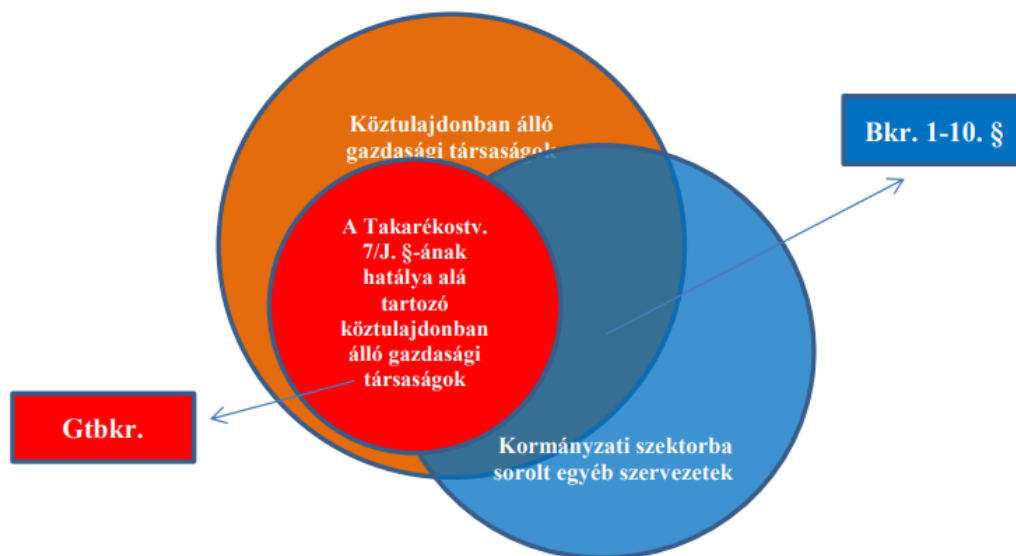 Köztulajdonban álló
gazdasági társaságok
Bkr. 1-10. §
A Takarékostv.
7/J. §-ának
hatálya alá
tartozó
köztulajdonban
álló gazdasági
társaságok
Gtbkr.
Kormányzati szektorba
sorolt egyéb szervezetek